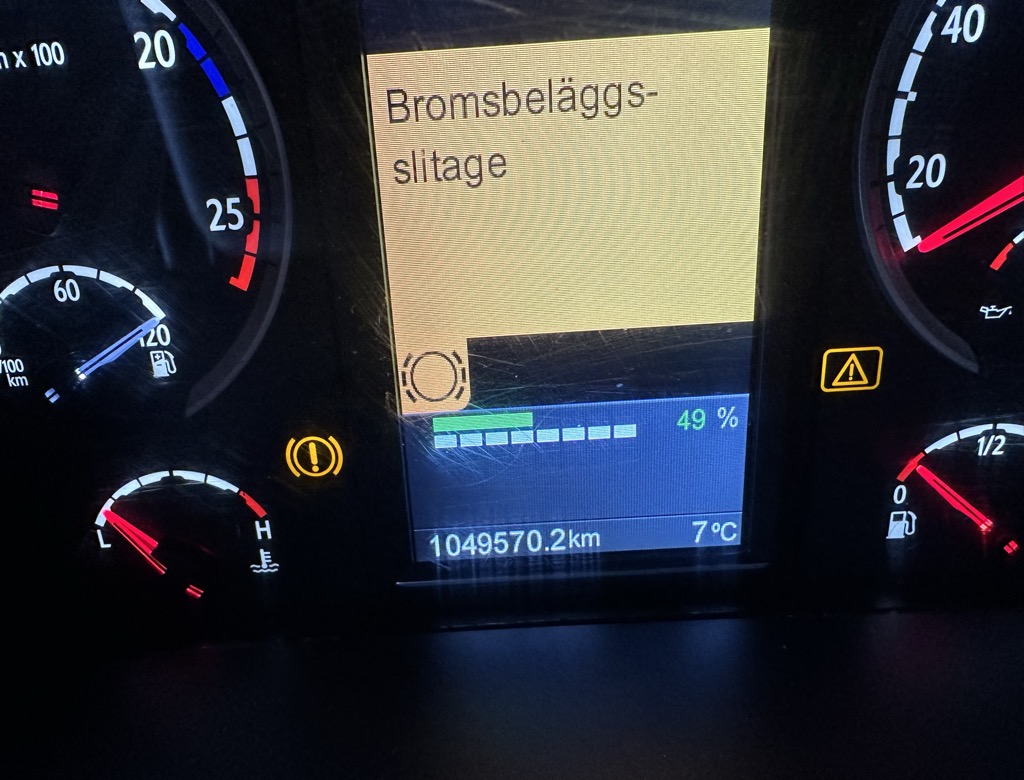 20
x 100
40
Bromsbeläggs-
slitage
20
25
60
120
/100
km
49 %
1/2
0
L
H
1049570.2km
7°C